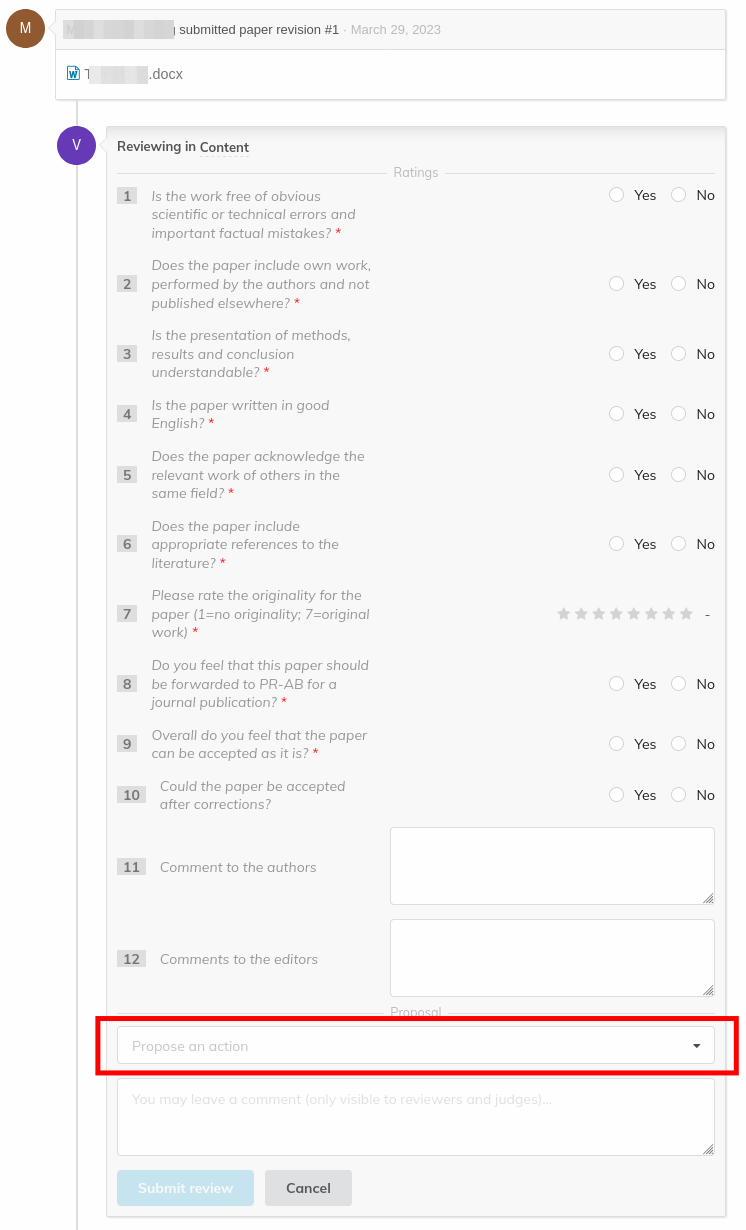 M
submitted paper revision #1 · March 29, 2023
.docx
V
Reviewing in Content
Ratings
1 Is the work free of obvious
scientific or technical errors and
important factual mistakes? *
Yes No
2 Does the paper include own work,
performed by the authors and not
published elsewhere? *
Yes No
3 Is the presentation of methods,
results and conclusion
understandable? *
Yes No
4 Is the paper written in good
English? *
Yes No
5 Does the paper acknowledge the
relevant work of others in the
same field? *
Yes No
6 Does the paper include
appropriate references to the
literature? *
Yes No
7 Please rate the originality for the
paper (1=no originality; 7=original
work) *
-
8 Do you feel that this paper should
be forwarded to PR-AB for a
journal publication? *
Yes No
9 Overall do you feel that the paper
can be accepted as it is? *
Yes No
10 Could the paper be accepted
after corrections?
Yes No
11 Comment to the authors
12 Comments to the editors
Proposal
Propose an action
You may leave a comment (only visible to reviewers and judges)...
Submit review Cancel